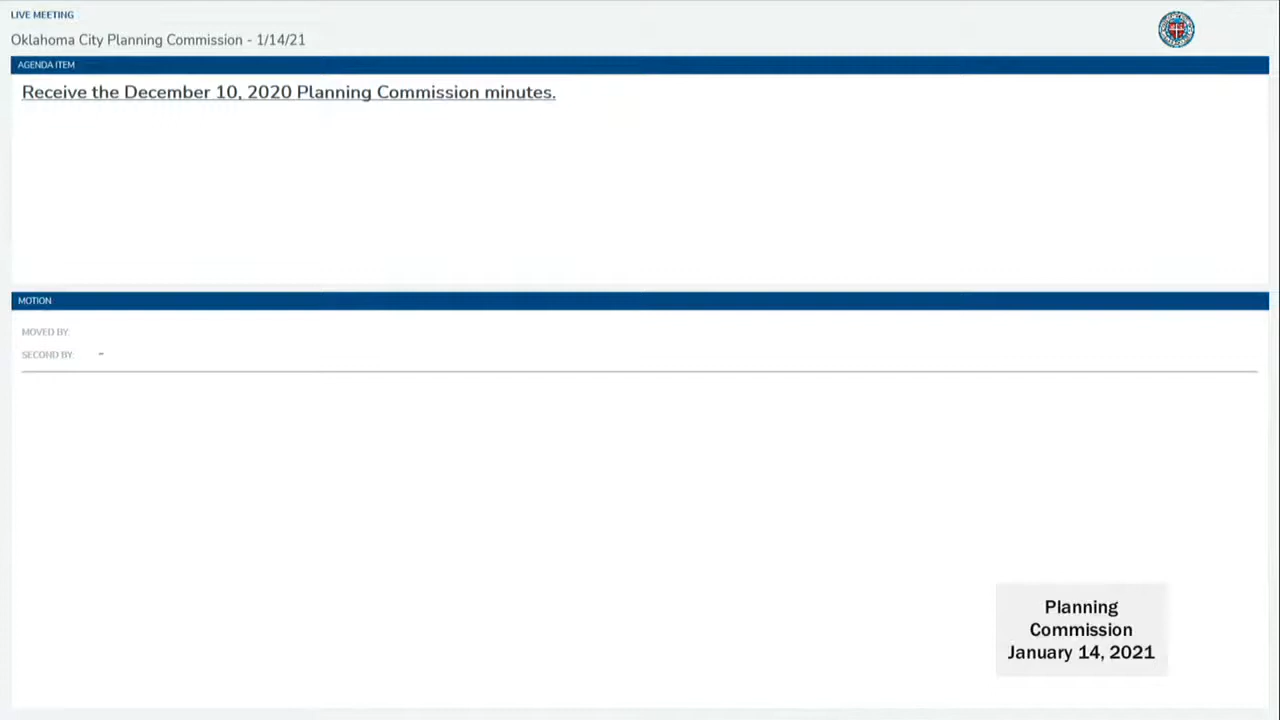 LIVE MEETING
Oklahoma City Planning Commission - 1/14/21
AGENDA ITEM
Receive the December 10, 2020 Planning Commission minutes.
MOTION
MOVED BY
SECOND BY -
Planning
Commission
January 14, 2021